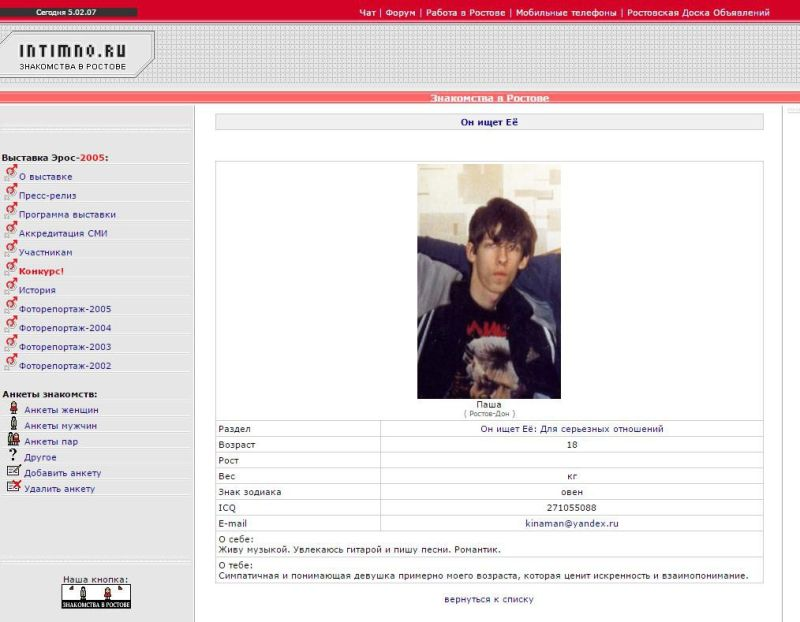 Сегодня 5.02.07
Чат | Форум | Работа в Ростове | Мобильные телефоны | Ростовская Доска Объявлений
INTIMNO.RU
ЗНАКОМСТВА В РОСТОВЕ
Знакомства в Ростове
Выставка Эрос-2005:
О выставке
Пресс-релиз
Программа выставки
Аккредитация СМИ
Участникам
Конкурс!
История
Фоторепортаж-2005
Фоторепортаж-2004
Фоторепортаж-2003
Фоторепортаж-2002
Анкеты знакомств:
Анкеты женщин
Анкеты мужчин
Анкеты пар
Другое
Добавить анкету
Удалить анкету
Наша кнопка:
ЗНАКОМСТВА В РОСТОВЕ
Он ищет Её
Паша
( Ростов-Дон )
Раздел Он ищет Её: Для серьезных отношений
Возраст 18
Рост
Вес кг
Знак зодиака овен
ICQ 271055088
E-mail kinaman@yandex.ru
О себе:
Живу музыкой. Увлекаюсь гитарой и пишу песни. Романтик.
О тебе:
Симпатичная и понимающая девушка примерно моего возраста, которая ценит искренность и взаимопонимание.
вернуться к списку